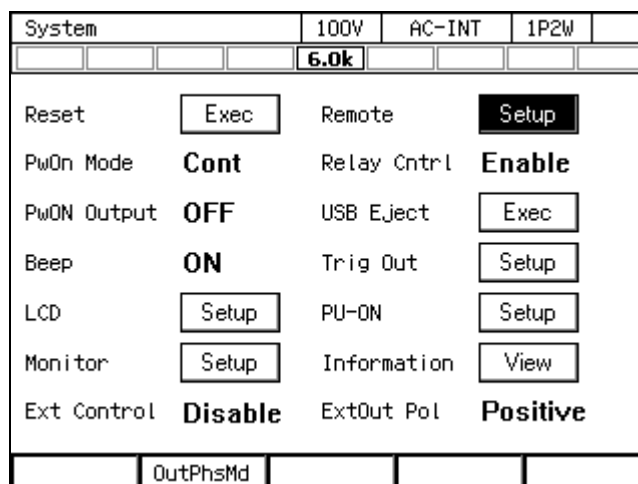 System 100V AC-INT 1P2W
6.0k
Reset Exec Remote Setup
PwOn Mode Cont Relay Cntrl Enable
PwON Output OFF USB Eject Exec
Beep ON Trig Out Setup
LCD Setup PU-ON Setup
Monitor Setup Information View
Ext Control Disable ExtOut Pol Positive
OutPhsMd